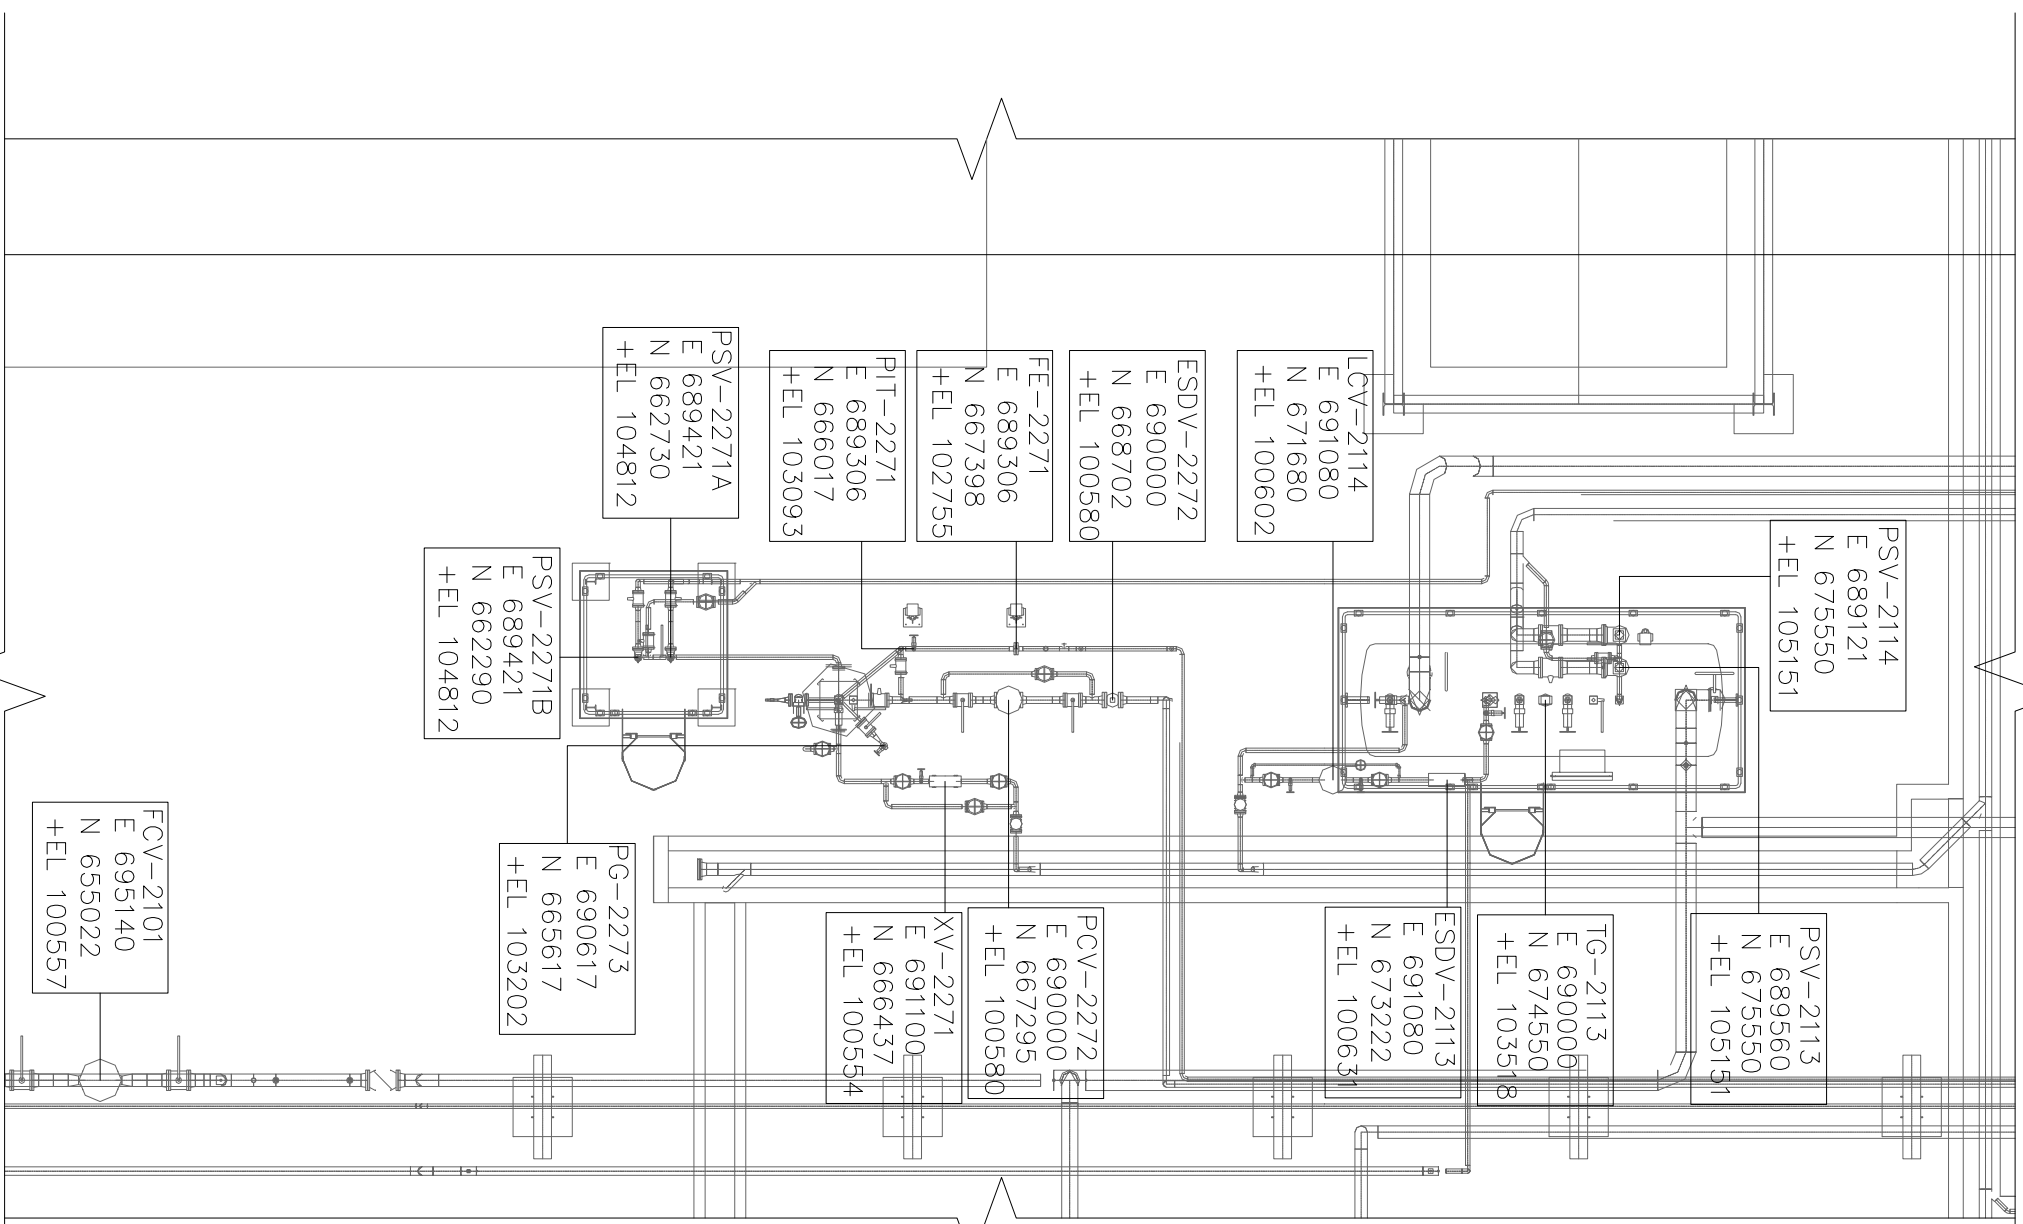 PSV-2114
E 689121
N 675550
+EL 105151
LCV-2114
E 691080
N 671680
+EL 100602
ESDV-2272
E 690000
N 668702
+EL 100580
FE-2271
E 689306
N 667398
+EL 102755
PIT-2271
E 689306
N 666017
+EL 103093
PSV-2271A
E 689421
N 662730
+EL 104812
PSV-2271B
E 689421
N 662290
+EL 104812
PSV-2113
E 689560
N 675550
+EL 105151
TG-2113
E 690000
N 674550
+EL 103518
ESDV-2113
E 691080
N 673222
+EL 100631
PCV-2272
E 690000
N 667295
+EL 100580
XV-2271
E 691100
N 666437
+EL 100554
PG-2273
E 690617
N 665617
+EL 103202
FCV-2101
E 695140
N 655022
+EL 100557